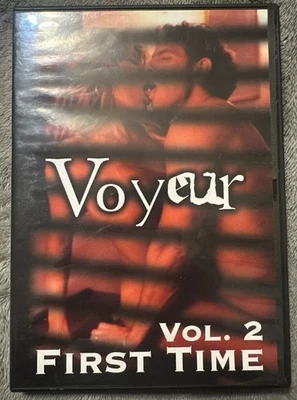 Voyeur
VOL. 2
FIRST TIME